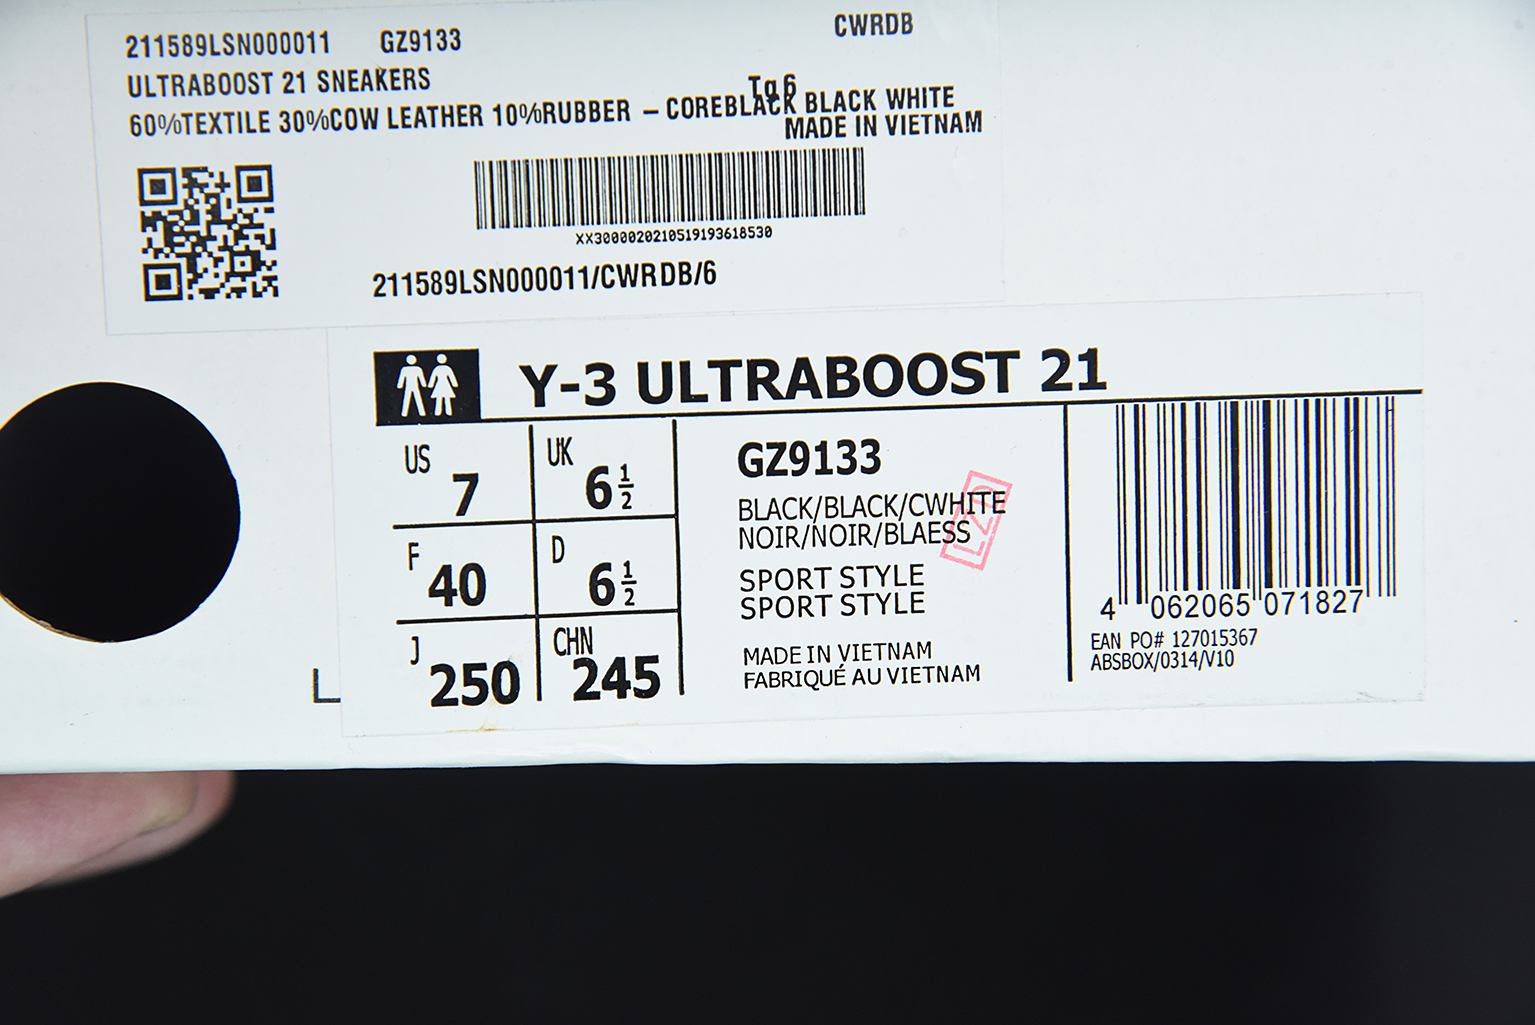 211589LSN000011 GZ9133 CWRDB
ULTRABOOST 21 SNEAKERS
Tg6
60%TEXTILE 30%COW LEATHER 10%RUBBER – COREBLACK BLACK WHITE
MADE IN VIETNAM
XX3000020210519193618530
211589LSN000011/CWRDB/6
Y-3 ULTRABOOST 21
US 7 UK 6 1/2
F 40 D 6 1/2
J 250 CHN 245
GZ9133
BLACK/BLACK/CWHITE
NOIR/NOIR/BLAESS
SPORT STYLE
SPORT STYLE
MADE IN VIETNAM
FABRIQUÉ AU VIETNAM
4 062065 071827
EAN PO# 127015367
ABSBOX/0314/V10
L